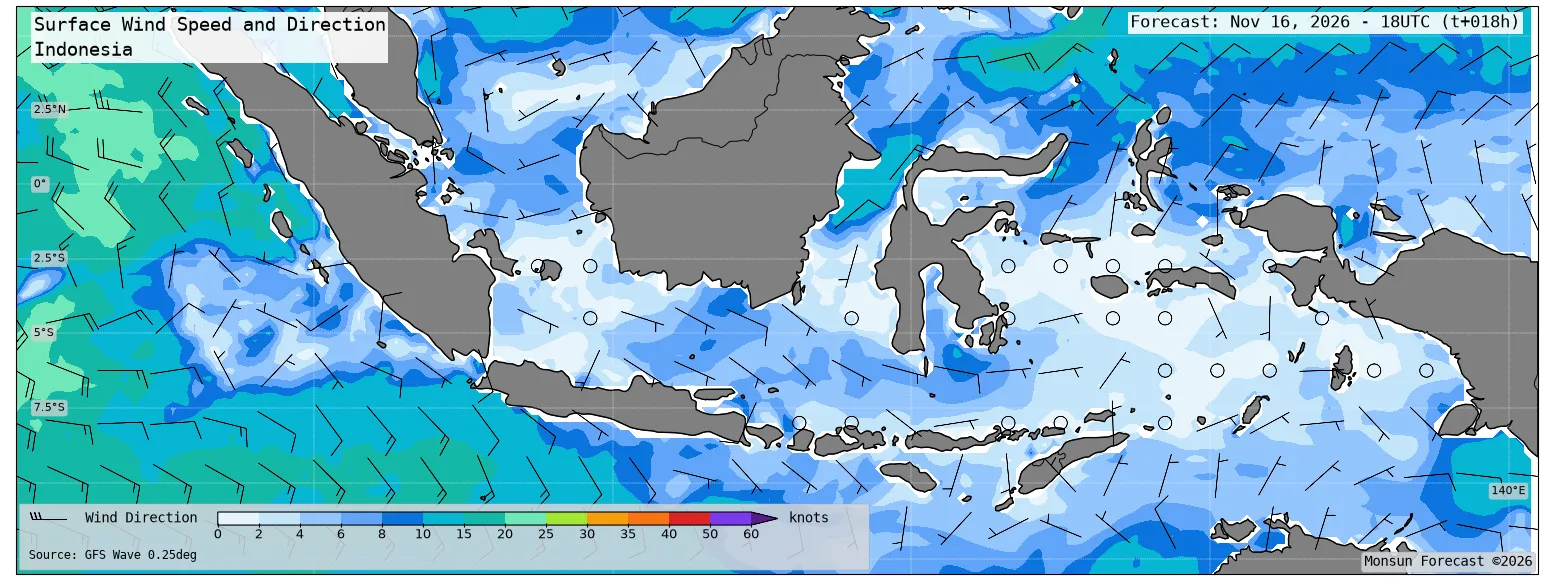 Surface Wind Speed and Direction
Indonesia
Forecast: Nov 16, 2026 - 18UTC (t+018h)
2.5°N
0°
2.5°S
5°S
7.5°S
140°E
Wind Direction
0 2 4 6 8 10 15 20 25 30 35 40 50 60 knots
Source: GFS Wave 0.25deg
Monsun Forecast ©2026